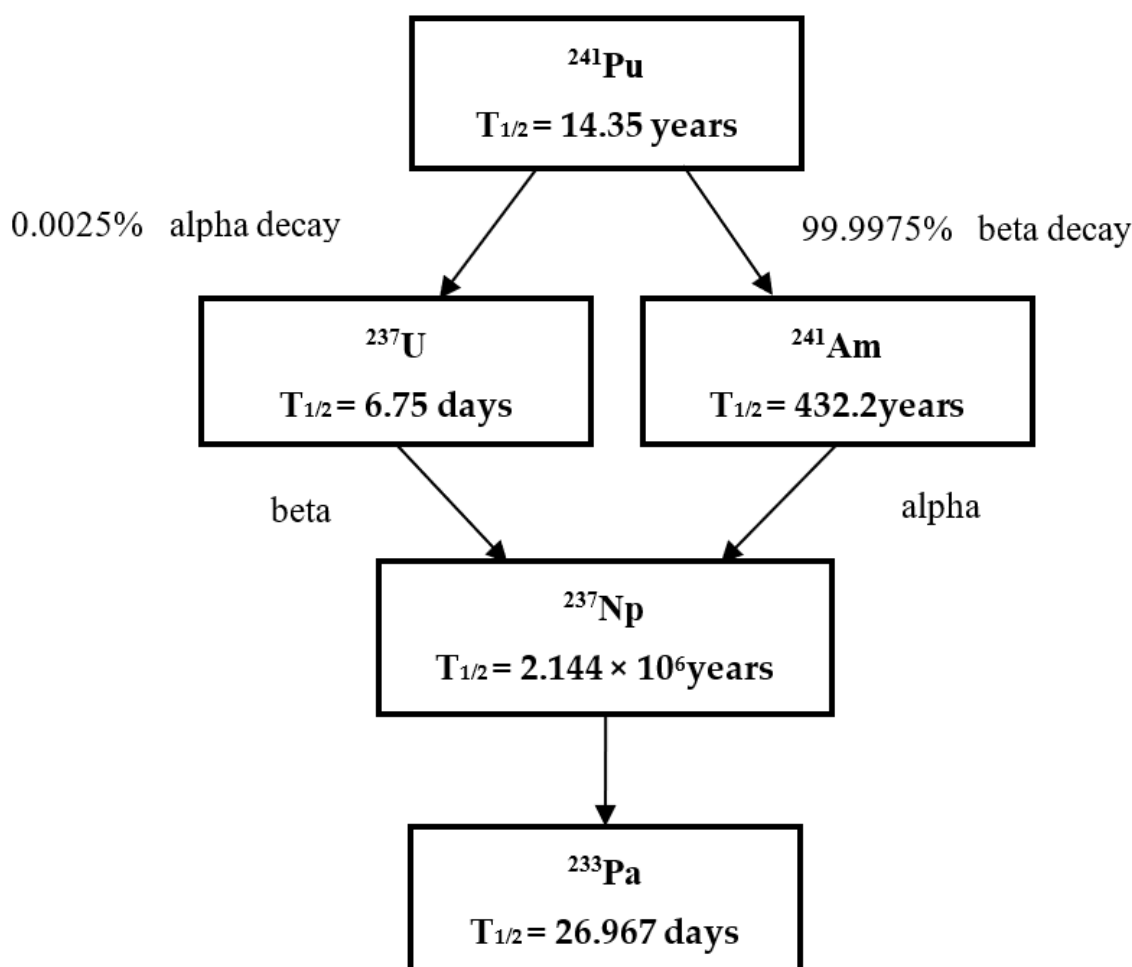 ²⁴¹Pu
T₁/₂ = 14.35 years
0.0025% alpha decay
99.9975% beta decay
²³⁷U
T₁/₂ = 6.75 days
²⁴¹Am
T₁/₂ = 432.2years
beta
alpha
²³⁷Np
T₁/₂ = 2.144 × 10⁶years
²³³Pa
T₁/₂ = 26.967 days